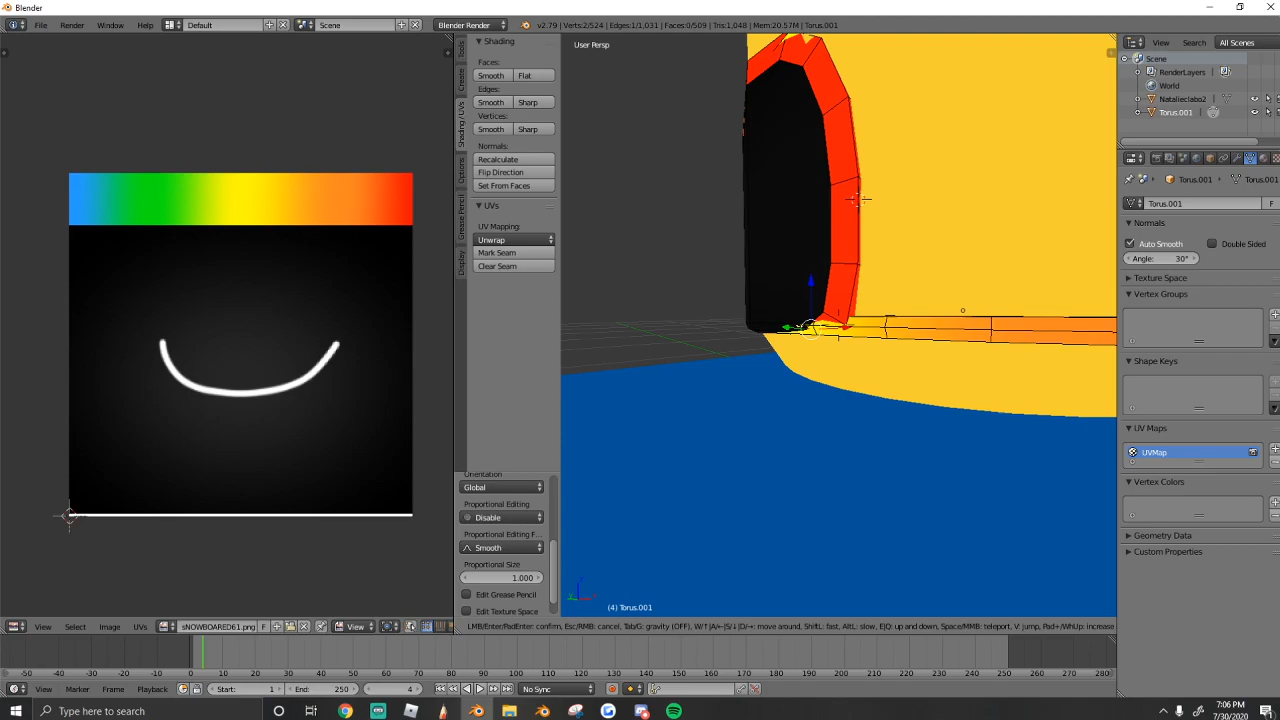 Blender
File Render Window Help Default Scene Blender Render v2.79 | Verts:2/524 | Edges:1/1,031 | Faces:0/509 | Tris:1,048 | Mem:20.57M | Torus.001
Tools
Create
Shading / UVs
Options
Grease Pencil
Display
Shading
Faces:
Smooth Flat
Edges:
Smooth Sharp
Vertices:
Smooth Sharp
Normals:
Recalculate
Flip Direction
Set From Faces
UVs
UV Mapping:
Unwrap
Mark Seam
Clear Seam
Orientation
Global
Proportional Editing
Disable
Proportional Editing F...
Smooth
Proportional Size
1.000
Edit Grease Pencil
Edit Texture Space
User Persp
(4) Torus.001
View Search All Scenes
Scene
RenderLayers
World
Natalieclabo2
Torus.001
Torus.001 Torus.001
Torus.001 F
Normals
Auto Smooth Double Sided
Angle: 30°
Texture Space
Vertex Groups
Shape Keys
UV Maps
UVMap
Vertex Colors
Geometry Data
Custom Properties
View Select Image UVs sNOWBOARED61.png F View
LMB/Enter/PadEnter: confirm, Esc/RMB: cancel, Tab/G: gravity (OFF), W/↑|A/←|S/↓|D/→: move around, Shift: fast, Alt: slow, E|Q: up and down, Space/MMB: teleport, V: jump, Pad+/WhUp: increase
-50 -40 -30 -20 -10 0 10 20 30 40 50 60 70 80 90 100 110 120 130 140 150 160 170 180 190 200 210 220 230 240 250 260 270 280
View Marker Frame Playback Start: 1 End: 250 4 No Sync
Type here to search
7:06 PM
7/30/2020